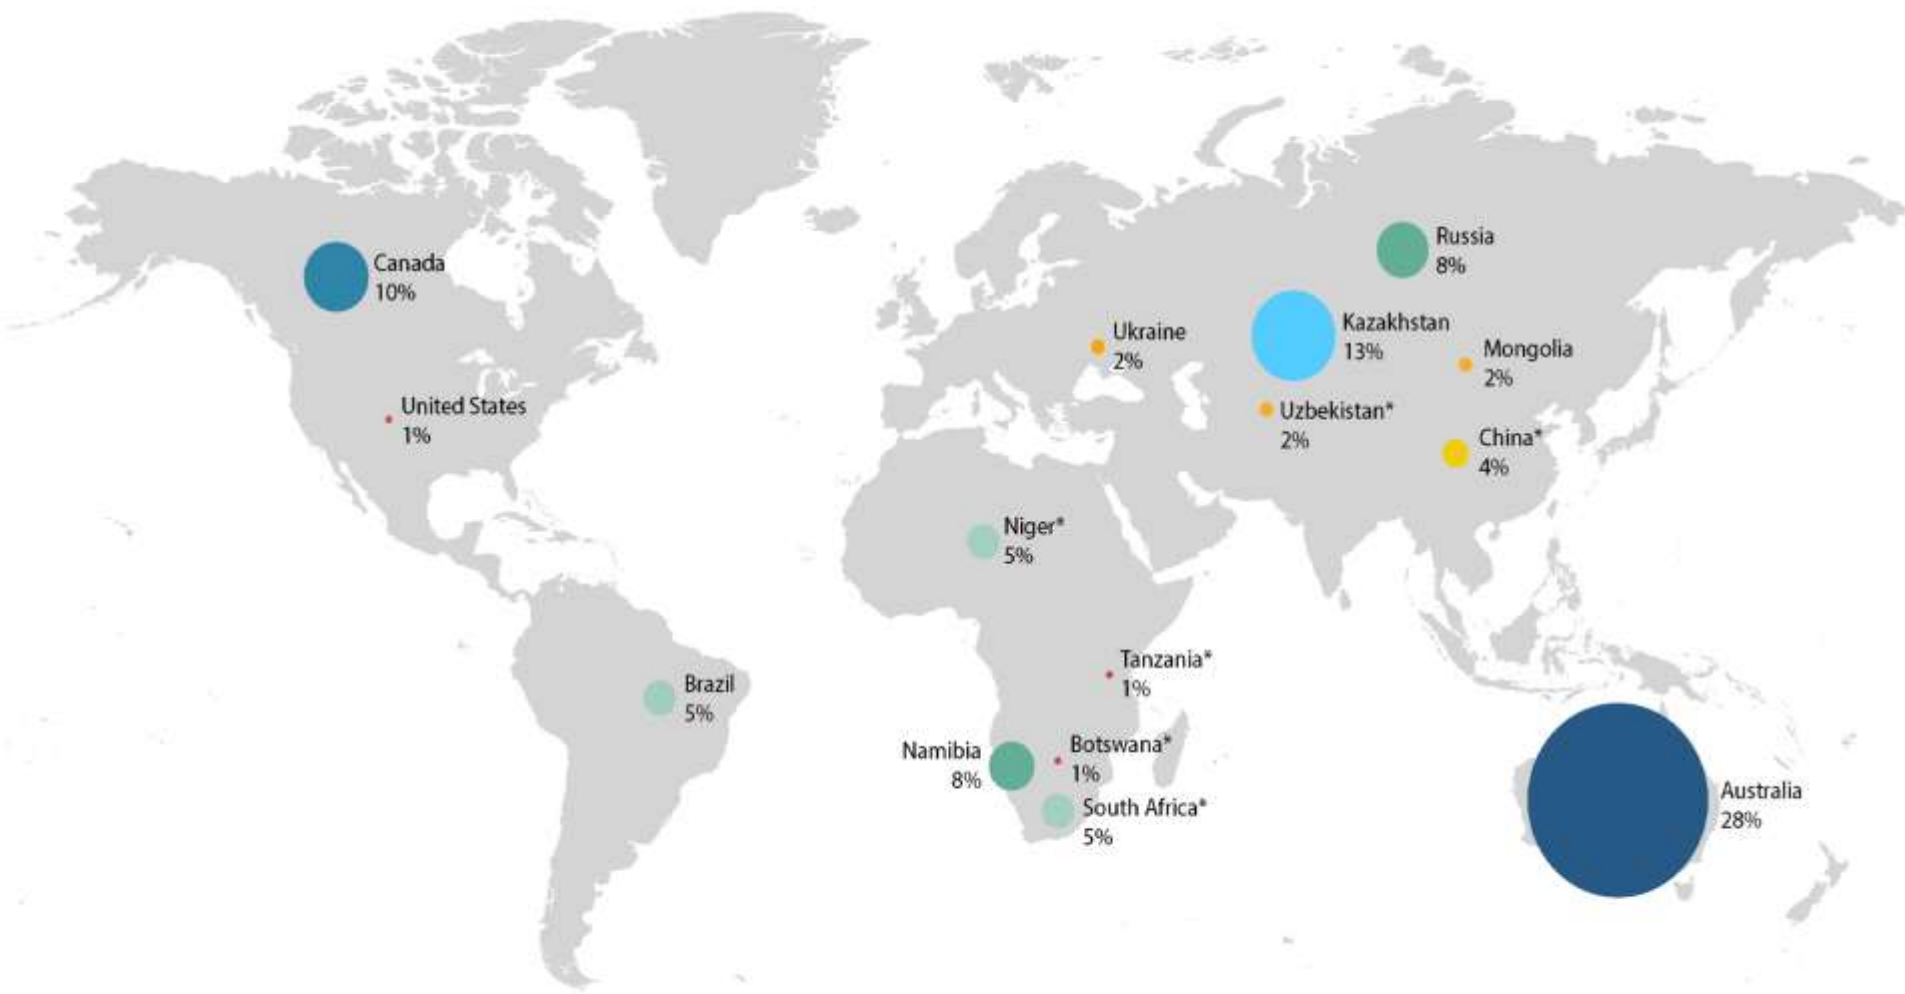 Canada
10%
Russia
8%
Kazakhstan
13%
Ukraine
2%
Mongolia
2%
United States
1%
Uzbekistan*
2%
China*
4%
Niger*
5%
Tanzania*
1%
Brazil
5%
Namibia
8%
Botswana*
1%
South Africa*
5%
Australia
28%